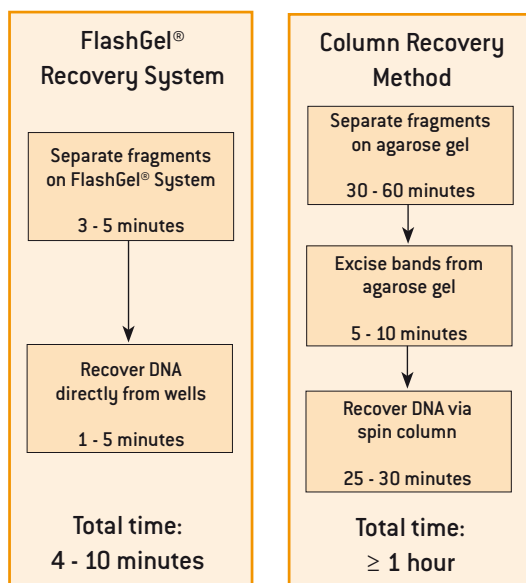 FlashGel®
Recovery System
Separate fragments
on FlashGel® System
3 - 5 minutes
Recover DNA
directly from wells
1 - 5 minutes
Total time:
4 - 10 minutes
Column Recovery
Method
Separate fragments
on agarose gel
30 - 60 minutes
Excise bands from
agarose gel
5 - 10 minutes
Recover DNA via
spin column
25 - 30 minutes
Total time:
≥ 1 hour